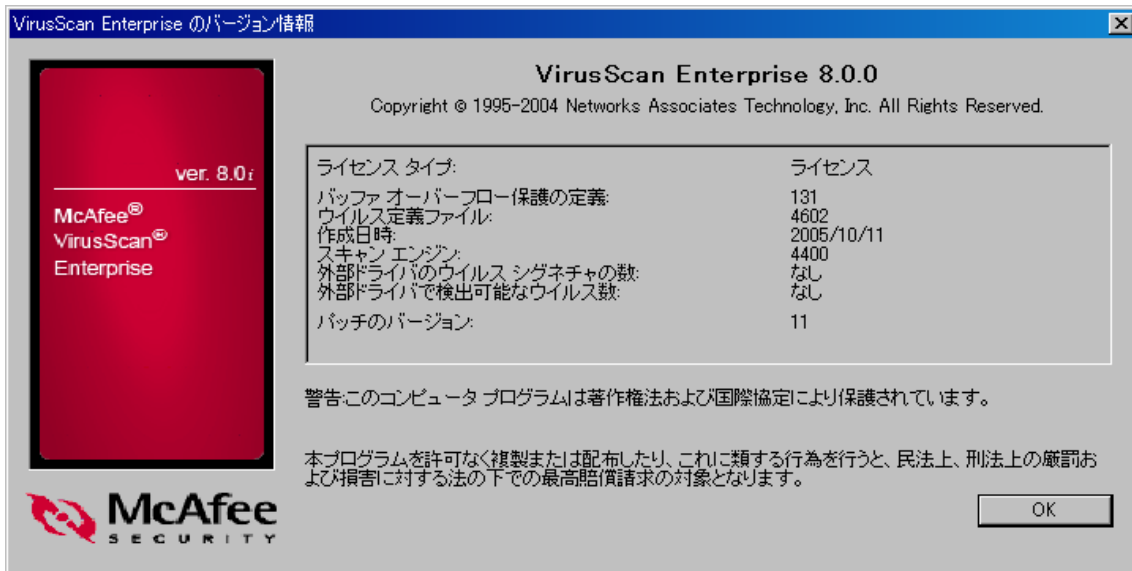 VirusScan Enterprise のバージョン情報
ver. 8.0i
McAfee®
VirusScan®
Enterprise
McAfee
SECURITY
VirusScan Enterprise 8.0.0
Copyright © 1995-2004 Networks Associates Technology, Inc. All Rights Reserved.
ライセンス タイプ: ライセンス
バッファ オーバーフロー保護の定義: 131
ウイルス定義ファイル: 4602
作成日時: 2005/10/11
スキャン エンジン: 4400
外部ドライバのウイルス シグネチャの数: なし
外部ドライバで検出可能なウイルス数: なし
パッチのバージョン: 11
警告:このコンピュータ プログラムは著作権法および国際協定により保護されています。
本プログラムを許可なく複製または配布したり、これに類する行為を行うと、民法上、刑法上の厳罰お
よび損害に対する法の下での最高賠償請求の対象となります。
OK